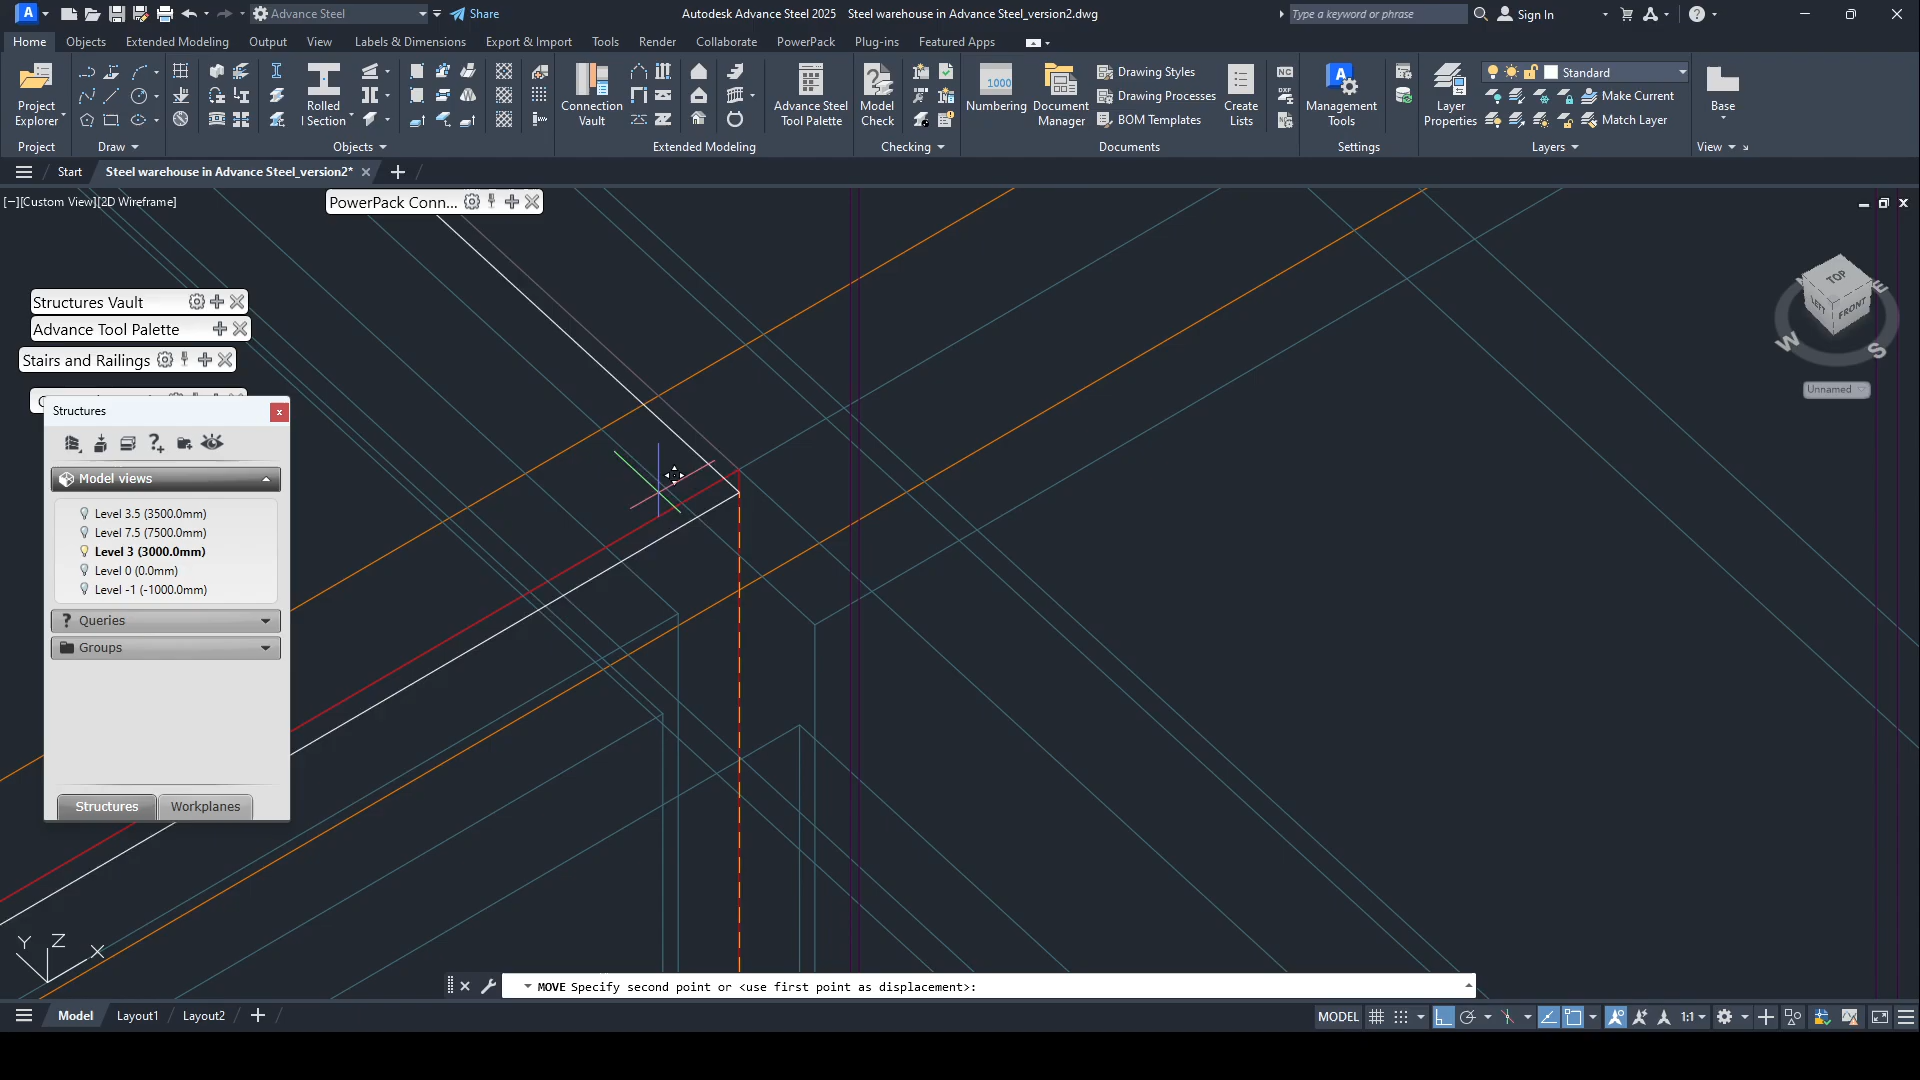 Advance Steel
Share
Autodesk Advance Steel 2025 Steel warehouse in Advance Steel_version2.dwg
Type a keyword or phrase
Sign In
Home Objects Extended Modeling Output View Labels & Dimensions Export & Import Tools Render Collaborate PowerPack Plug-ins Featured Apps
Project Explorer
Project
Draw
Rolled I Section
Objects
Connection Vault
Extended Modeling
Advance Steel Tool Palette
Model Check
Checking
1000
Numbering
Document Manager
Drawing Styles
Drawing Processes
BOM Templates
Create Lists
NC
DXF
Documents
Management Tools
Settings
Layer Properties
Standard
Make Current
Match Layer
Layers
Base
View
Start
Steel warehouse in Advance Steel_version2*
[−][Custom View][2D Wireframe]
PowerPack Conn...
Structures Vault
Advance Tool Palette
Stairs and Railings
Structures
Model views
Level 3.5 (3500.0mm)
Level 7.5 (7500.0mm)
Level 3 (3000.0mm)
Level 0 (0.0mm)
Level -1 (-1000.0mm)
Queries
Groups
Structures
Workplanes
TOP
LEFT
FRONT
E
W
S
Unnamed
Y Z X
MOVE Specify second point or <use first point as displacement>:
Model Layout1 Layout2
MODEL
1:1